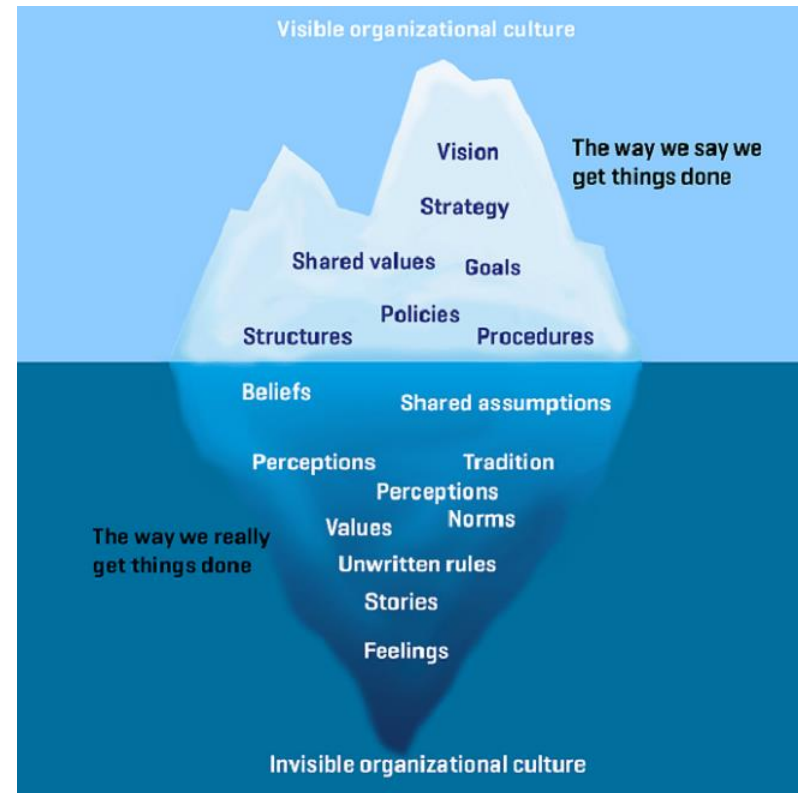 Visible organizational culture
Vision
The way we say we
get things done
Strategy
Shared values
Goals
Policies
Structures
Procedures
Beliefs
Shared assumptions
Perceptions
Tradition
Perceptions
Norms
Values
The way we really
get things done
Unwritten rules
Stories
Feelings
Invisible organizational culture